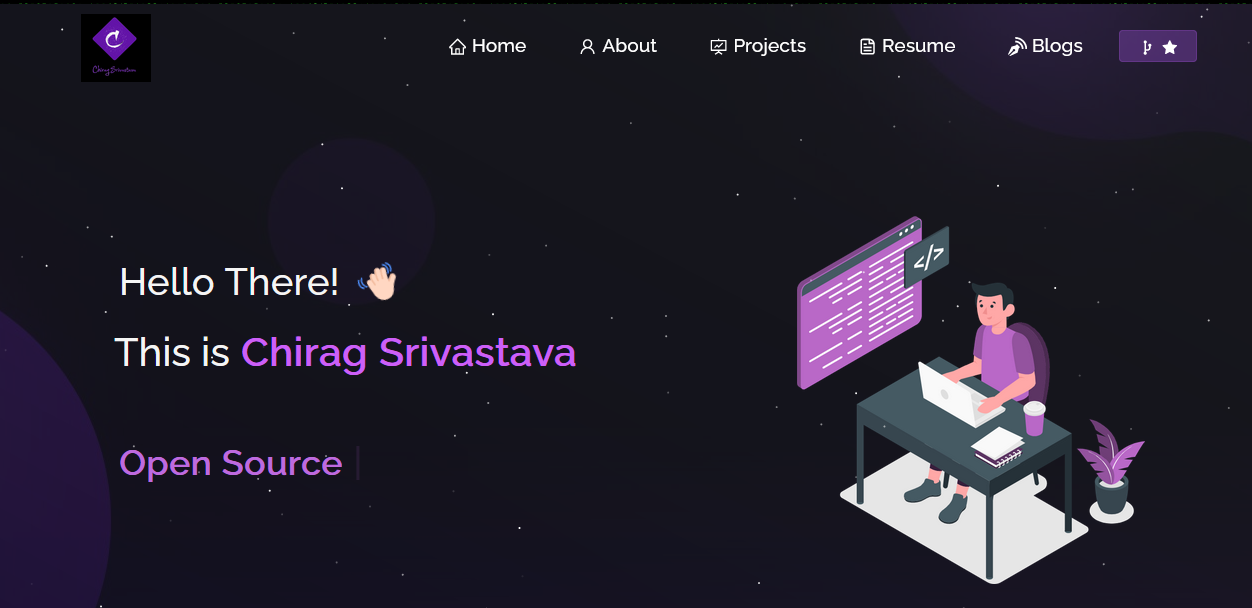 Chirag Srivastava
Home About Projects Resume Blogs
Hello There! 👋🏻
This is Chirag Srivastava
Open Source
</>